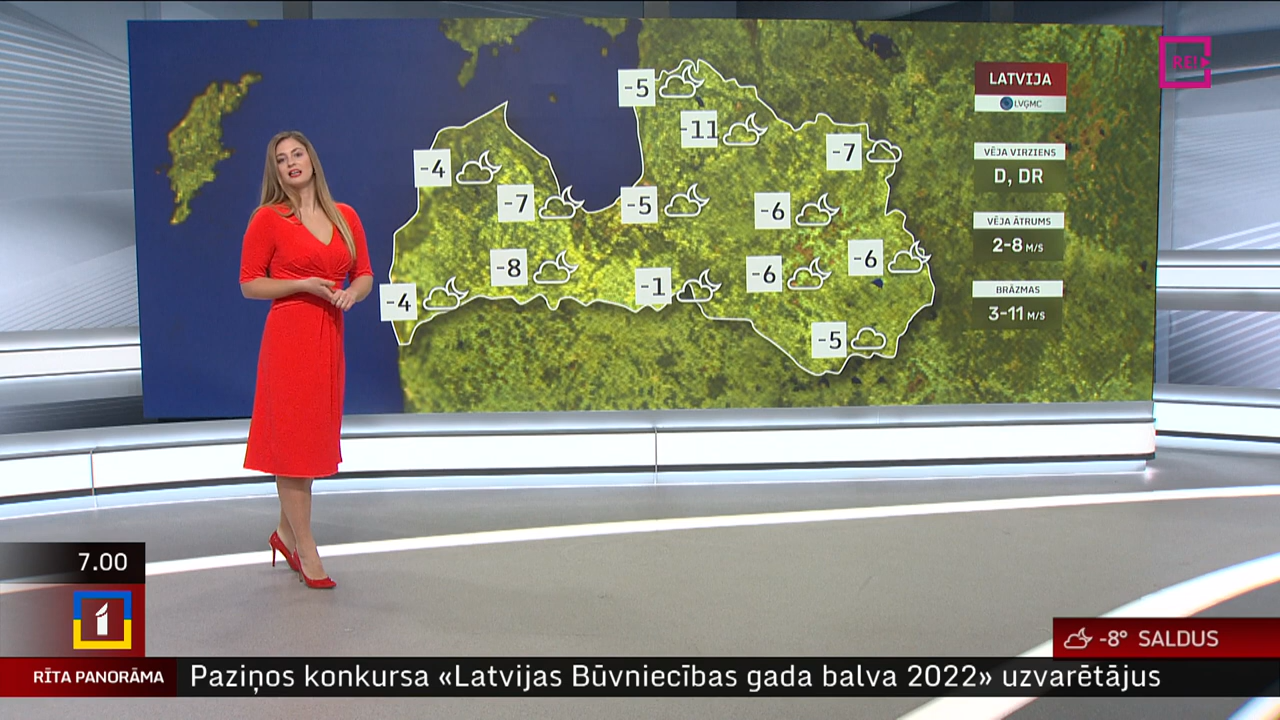 RE!
LATVIJA
LVĢMC
VĒJA VIRZIENS
D, DR
VĒJA ĀTRUMS
2-8 M/S
BRĀZMAS
3-11 M/S
-5
-11
-7
-4
-7
-5
-6
-6
-8
-6
-1
-4
-5
7.00
1
-8° SALDUS
RĪTA PANORĀMA
Paziņos konkursa «Latvijas Būvniecības gada balva 2022» uzvarētājus